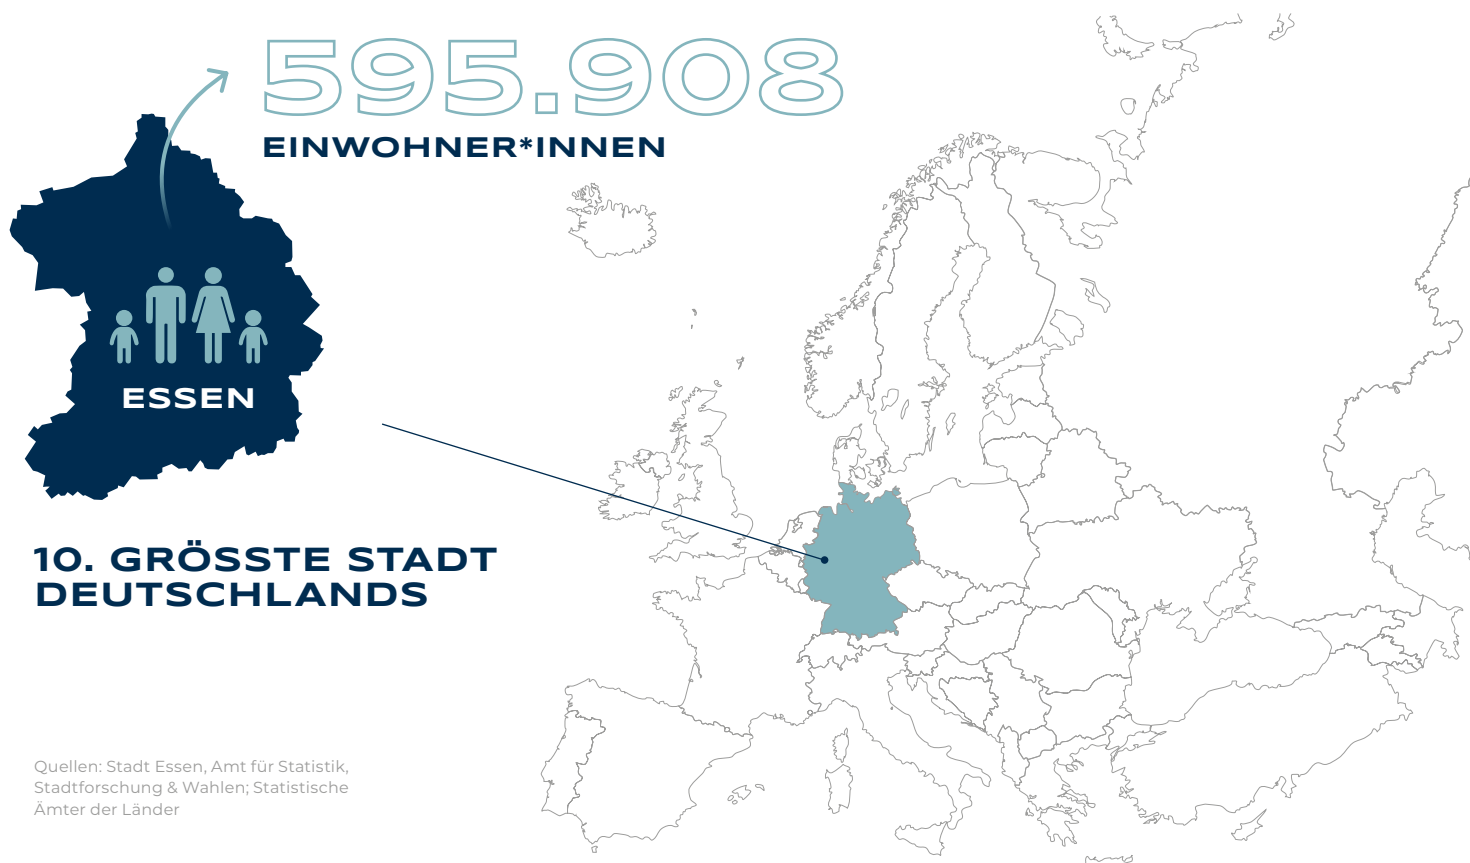 595.908
EINWOHNER*INNEN
ESSEN
10. GRÖSSTE STADT
DEUTSCHLANDS
Quellen: Stadt Essen, Amt für Statistik,
Stadtforschung & Wahlen; Statistische
Ämter der Länder